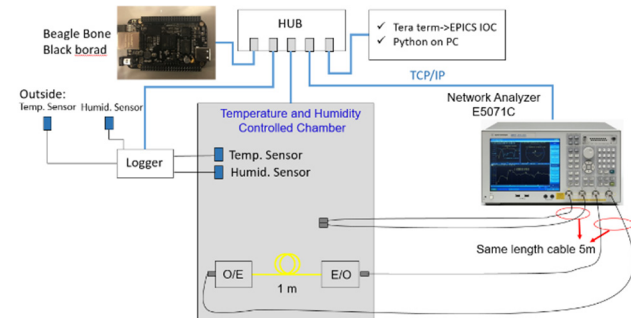 Beagle Bone
Black borad
HUB
✓ Tera term->EPICS IOC
✓ Python on PC
TCP/IP
Outside:
Temp. Sensor Humid. Sensor
Temperature and Humidity
Controlled Chamber
Network Analyzer
E5071C
Logger
Temp. Sensor
Humid. Sensor
Same length cable 5m
O/E
E/O
1 m